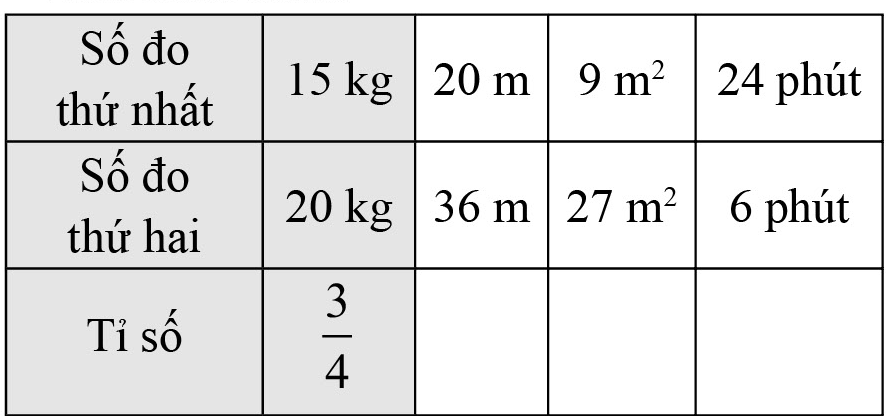 Số đo
thứ nhất
15 kg
20 m
9 m²
24 phút
Số đo
thứ hai
20 kg
36 m
27 m²
6 phút
Tỉ số
3
4